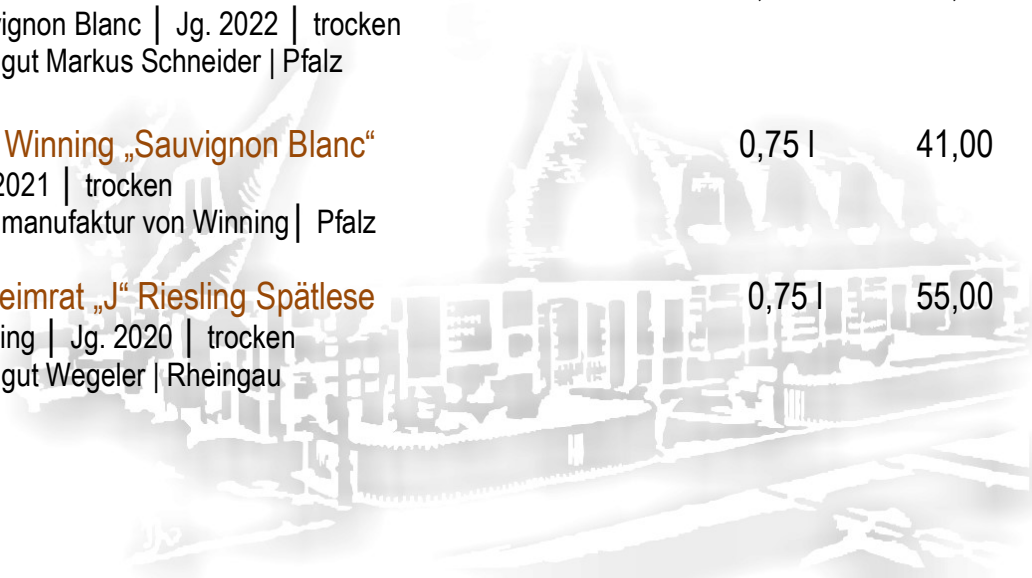 vignon Blanc | Jg. 2022 | trocken
gut Markus Schneider | Pfalz
Winning „Sauvignon Blanc“ 0,75 l 41,00
2021 | trocken
manufaktur von Winning | Pfalz
eimrat „J“ Riesling Spätlese 0,75 l 55,00
ing | Jg. 2020 | trocken
gut Wegeler | Rheingau